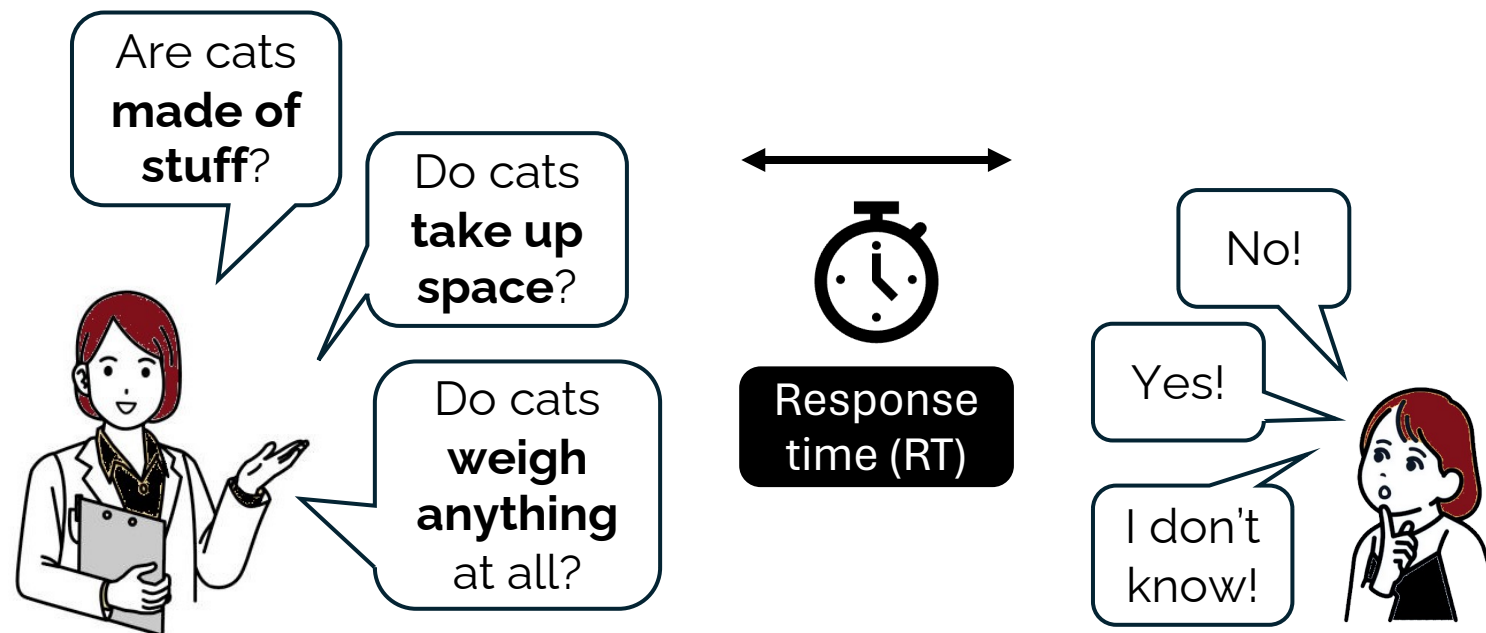 Are cats
made of
stuff?
Do cats
take up
space?
Do cats
weigh
anything
at all?
Response
time (RT)
No!
Yes!
I don't
know!